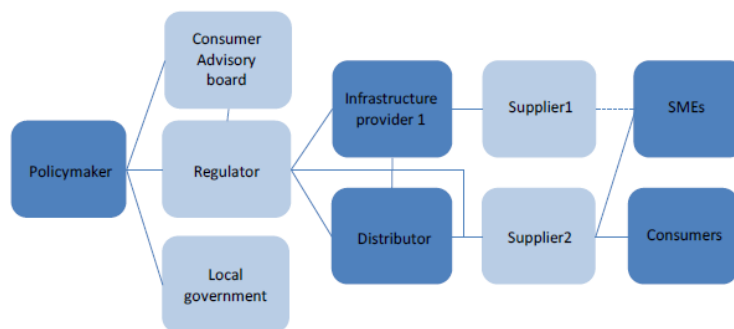 Policymaker
Consumer
Advisory
board
Regulator
Local
government
Infrastructure
provider 1
Distributor
Supplier1
Supplier2
SMEs
Consumers